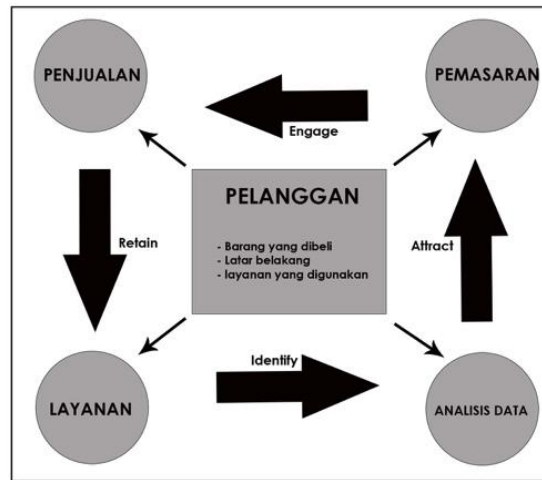 PENJUALAN
PEMASARAN
Engage
PELANGGAN
- Barang yang dibeli
- Latar belakang
- layanan yang digunakan
Retain
Attract
Identify
LAYANAN
ANALISIS DATA